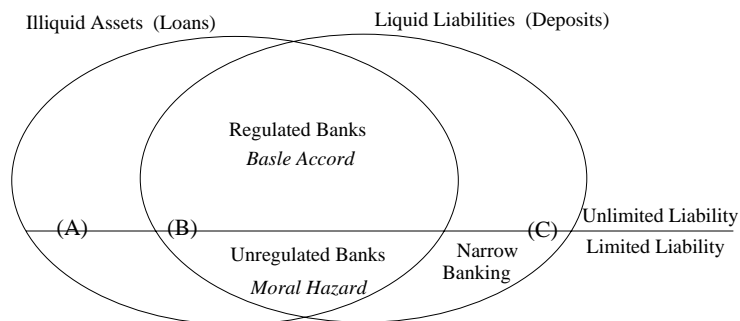 Illiquid Assets (Loans)
Liquid Liabilities (Deposits)
Regulated Banks
Basle Accord
(A)
(B)
(C)
Unlimited Liability
Limited Liability
Unregulated Banks
Moral Hazard
Narrow
Banking